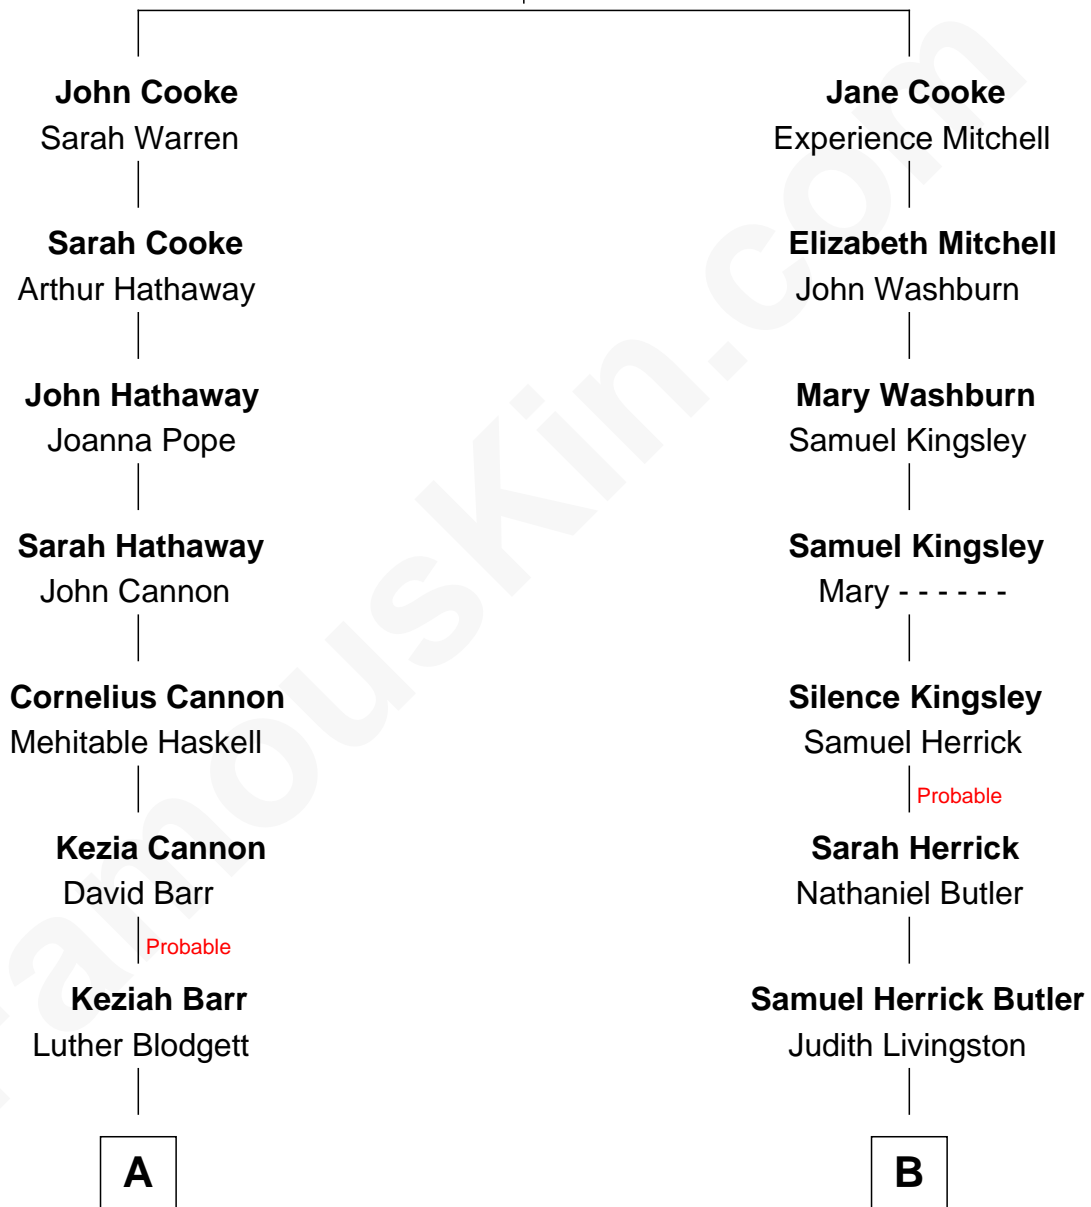 John Cooke
Sarah Warren
Sarah Cooke
Arthur Hathaway
John Hathaway
Joanna Pope
Sarah Hathaway
John Cannon
Cornelius Cannon
Mehitable Haskell
Kezia Cannon
David Barr
Probable
Keziah Barr
Luther Blodgett
A
Jane Cooke
Experience Mitchell
Elizabeth Mitchell
John Washburn
Mary Washburn
Samuel Kingsley
Samuel Kingsley
Mary - - - - - -
Silence Kingsley
Samuel Herrick
Probable
Sarah Herrick
Nathaniel Butler
Samuel Herrick Butler
Judith Livingston
B
FamousKin.com